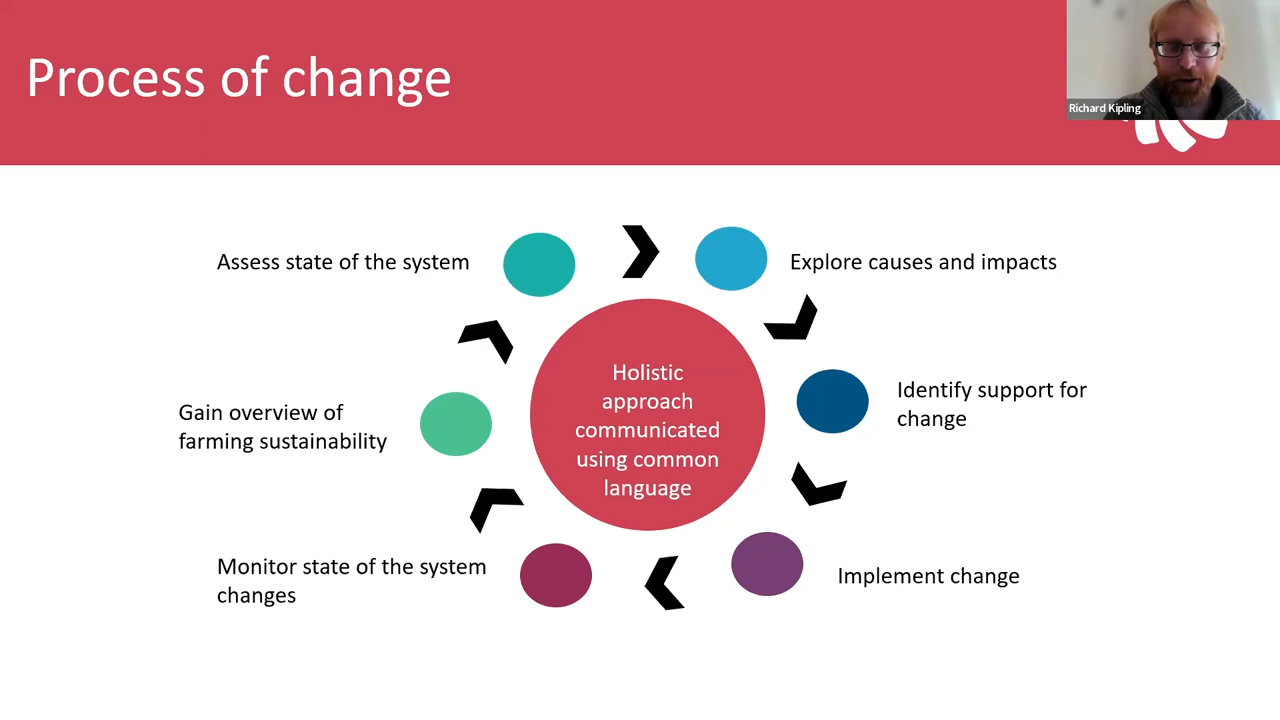 Process of change
Richard Kipling
Assess state of the system
Explore causes and impacts
Holistic
approach
communicated
using common
language
Identify support for
change
Gain overview of
farming sustainability
Monitor state of the system
changes
Implement change